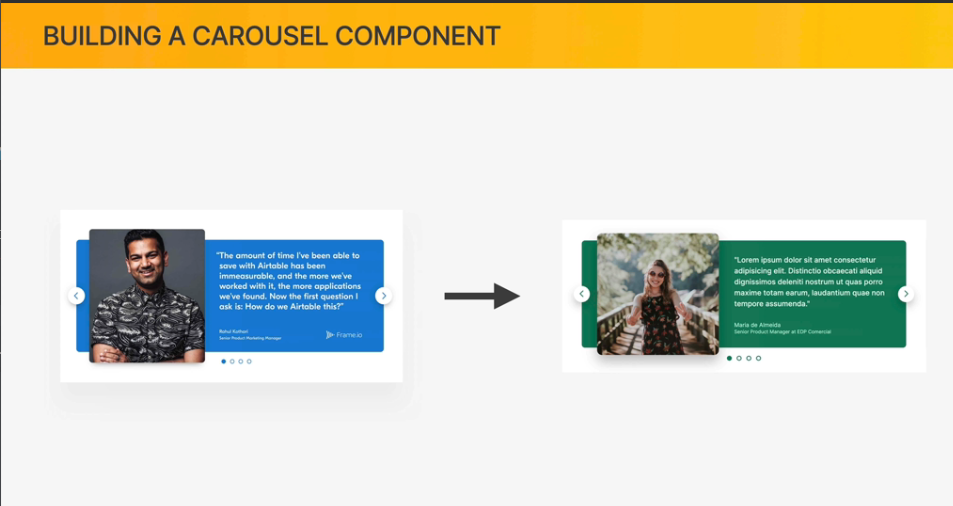 BUILDING A CAROUSEL COMPONENT
"The amount of time I've been able to
save with Airtable has been
immeasurable, and the more we've
worked with it, the more applications
we've found. Now the first question I
ask is: How do we Airtable this?"
Rahul Kothari
Senior Product Marketing Manager
Frame.io
"Lorem ipsum dolor sit amet consectetur
adipisicing elit. Distinctio obcaecati aliquid
dignissimos deleniti nostrum ut quas porro
maxime totam earum, laudantium quae non
tempore assumenda."
Maria de Almeida
Senior Product Manager at EDP Comercial